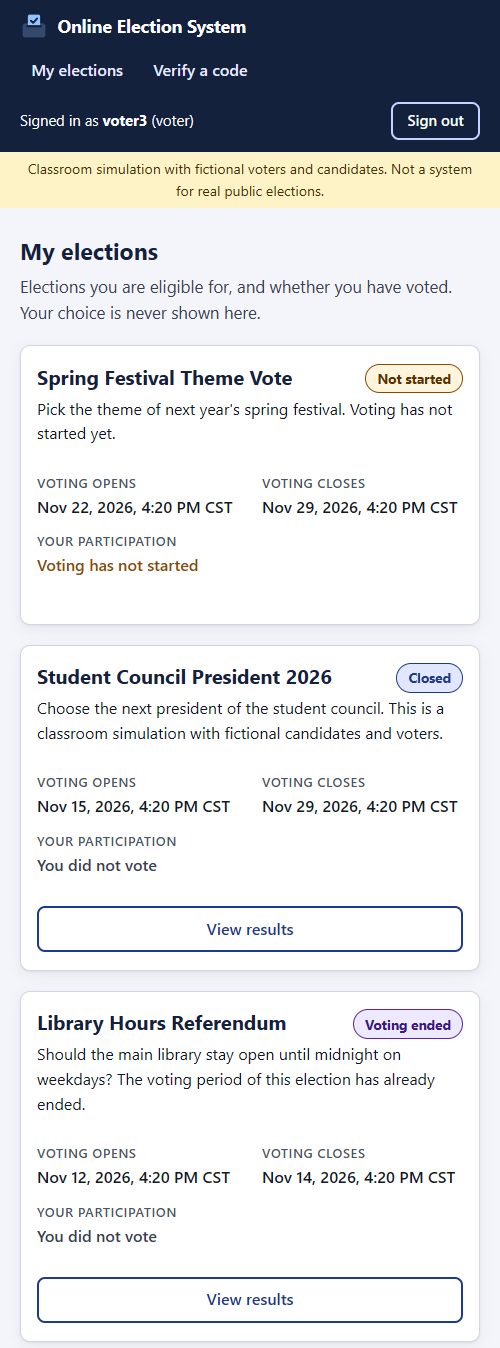 Online Election System
My elections
Verify a code
Signed in as voter3 (voter)
Sign out
Classroom simulation with fictional voters and candidates. Not a system
for real public elections.
My elections
Elections you are eligible for, and whether you have voted.
Your choice is never shown here.
Spring Festival Theme Vote
Not started
Pick the theme of next year's spring festival. Voting has not
started yet.
VOTING OPENS
VOTING CLOSES
Nov 22, 2026, 4:20 PM CST
Nov 29, 2026, 4:20 PM CST
YOUR PARTICIPATION
Voting has not started
Student Council President 2026
Closed
Choose the next president of the student council. This is a
classroom simulation with fictional candidates and voters.
VOTING OPENS
VOTING CLOSES
Nov 15, 2026, 4:20 PM CST
Nov 29, 2026, 4:20 PM CST
YOUR PARTICIPATION
You did not vote
View results
Library Hours Referendum
Voting ended
Should the main library stay open until midnight on
weekdays? The voting period of this election has already
ended.
VOTING OPENS
VOTING CLOSES
Nov 12, 2026, 4:20 PM CST
Nov 14, 2026, 4:20 PM CST
YOUR PARTICIPATION
You did not vote
View results